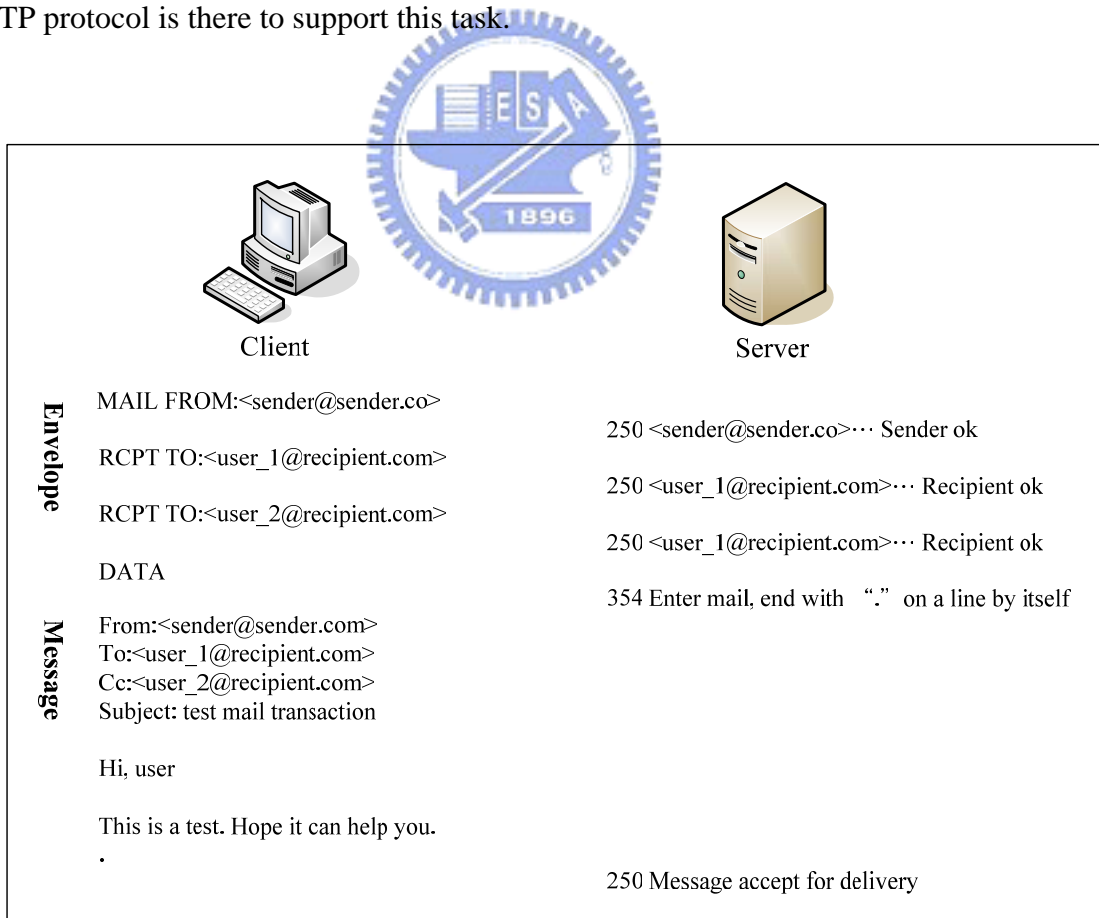 TP protocol is there to support this task.
ESA
1896
Client
Server
Envelope
MAIL FROM:<sender@sender.co>
250 <sender@sender.co>··· Sender ok
RCPT TO:<user_1@recipient.com>
250 <user_1@recipient.com>··· Recipient ok
RCPT TO:<user_2@recipient.com>
250 <user_1@recipient.com>··· Recipient ok
DATA
354 Enter mail, end with “.” on a line by itself
Message
From:<sender@sender.com>
To:<user_1@recipient.com>
Cc:<user_2@recipient.com>
Subject: test mail transaction
Hi, user
This is a test. Hope it can help you.
.
250 Message accept for delivery